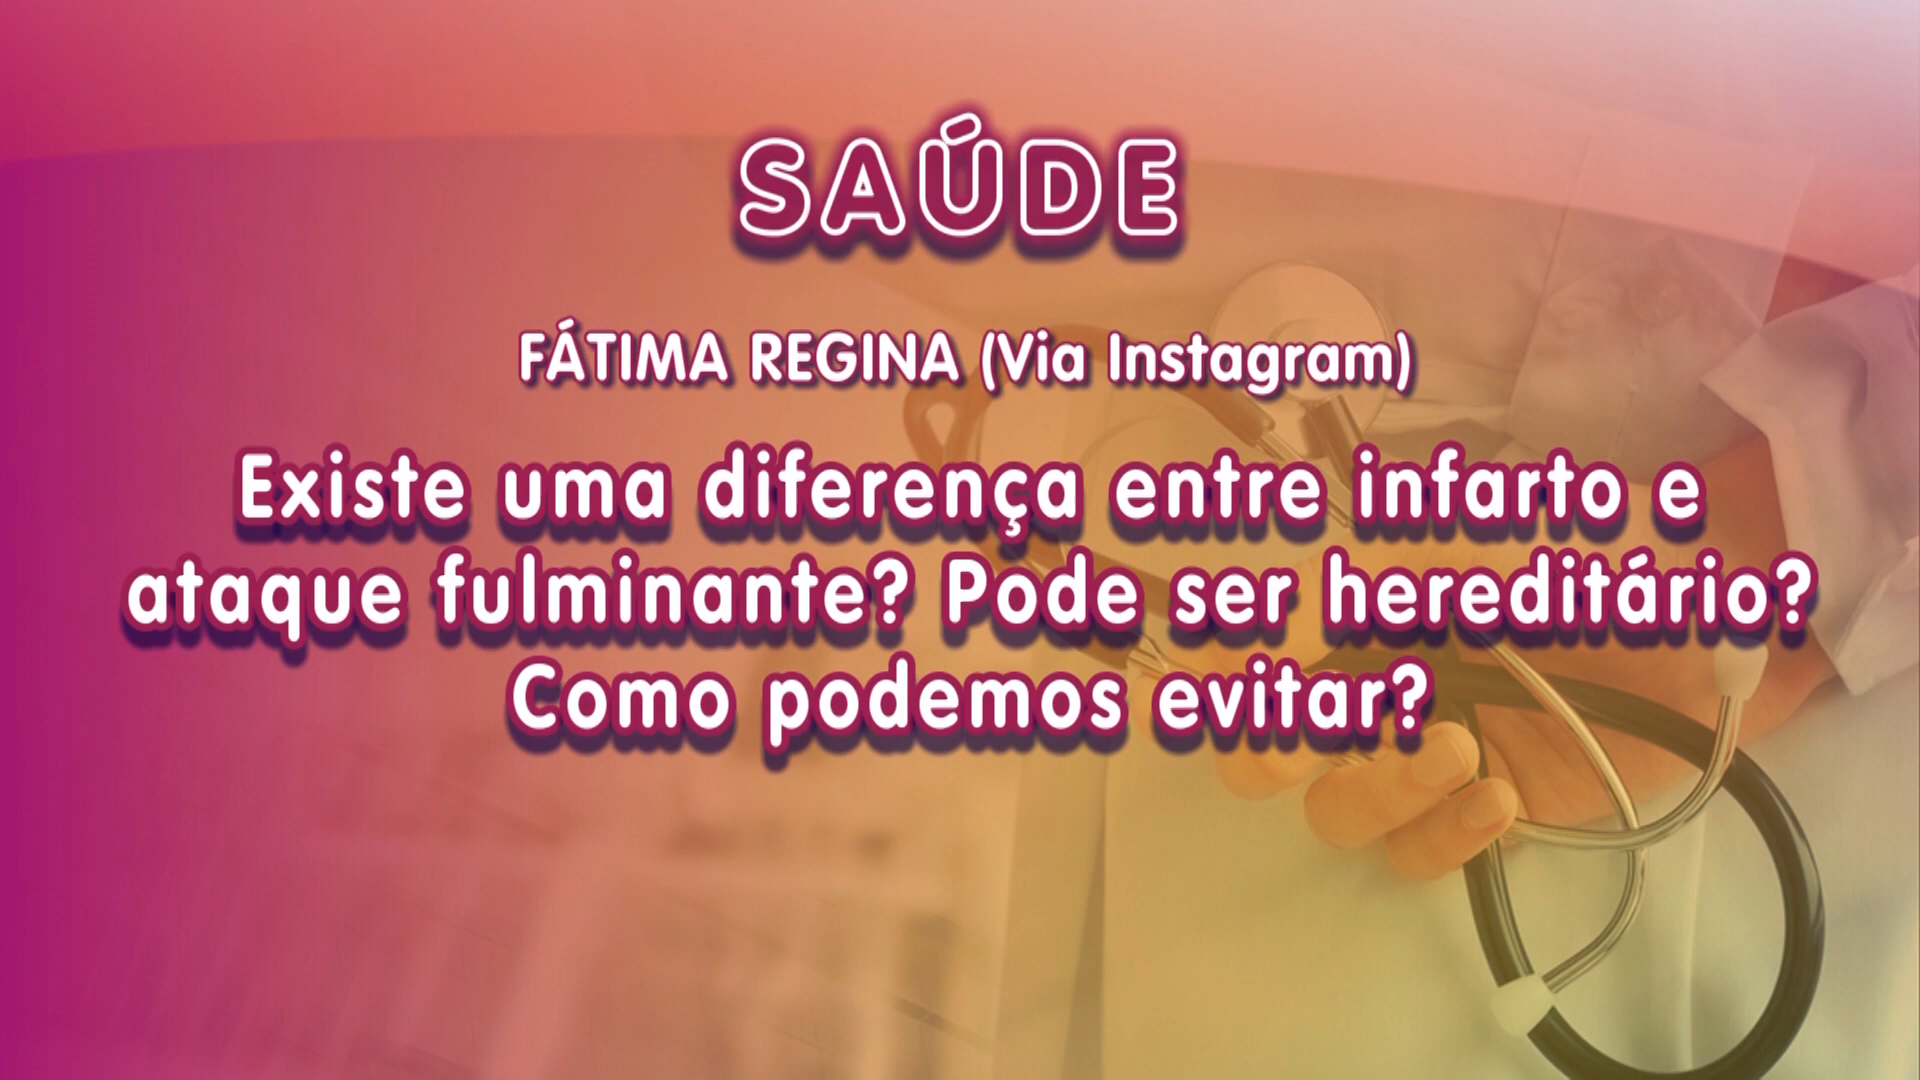 SAÚDE
FÁTIMA REGINA (Via Instagram)
Existe uma diferença entre infarto e
ataque fulminante? Pode ser hereditário?
Como podemos evitar?